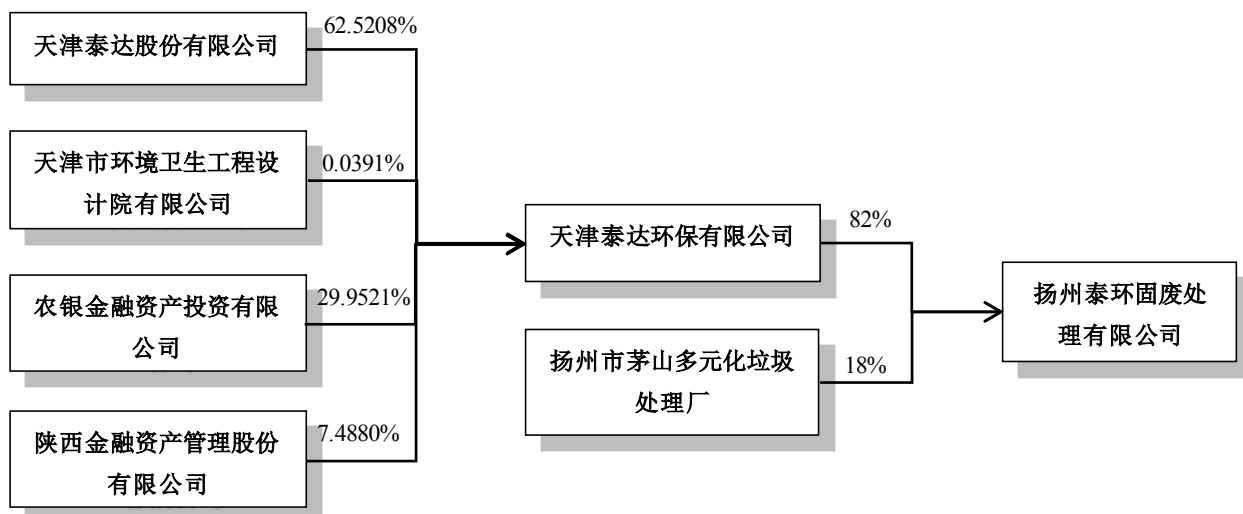 天津泰达股份有限公司
62.5208%
天津市环境卫生工程设
计院有限公司
0.0391%
农银金融资产投资有限
公司
29.9521%
陕西金融资产管理股份
有限公司
7.4880%
天津泰达环保有限公司
82%
扬州市茅山多元化垃圾
处理厂
18%
扬州泰环固废处
理有限公司